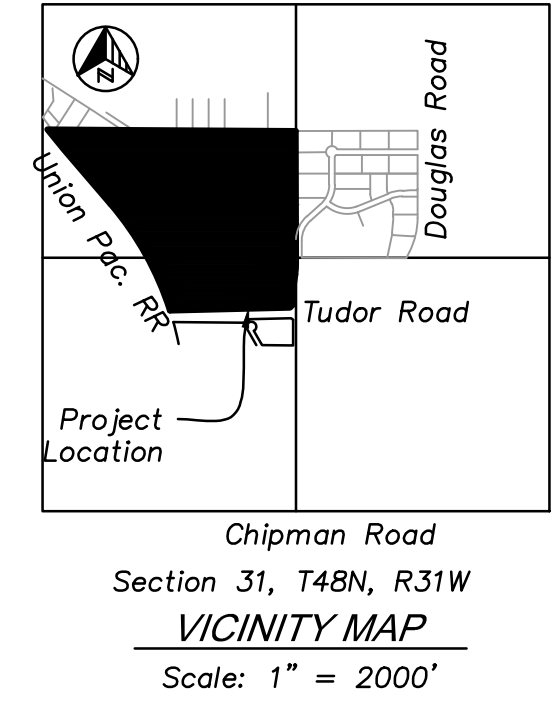 N
Douglas Road
Union Pac. RR
Tudor Road
Project
Location
Chipman Road
Section 31, T48N, R31W
VICINITY MAP
Scale: 1" = 2000'